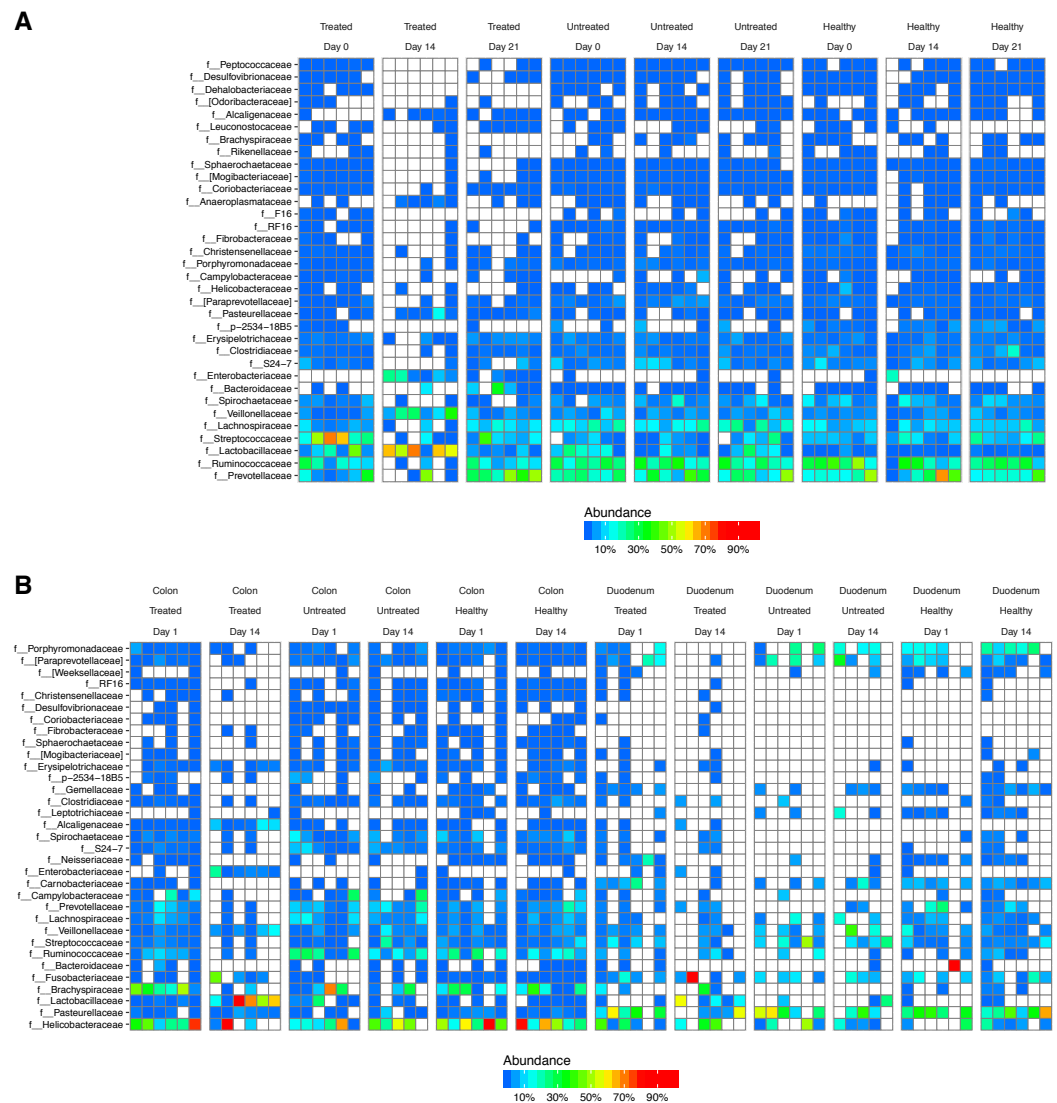 A
Treated Treated Treated Untreated Untreated Untreated Healthy Healthy Healthy
Day 0 Day 14 Day 21 Day 0 Day 14 Day 21 Day 0 Day 14 Day 21
f__Peptococcaceae
f__Desulfovibrionaceae
f__Dehalobacteriaceae
f__[Odoribacteraceae]
f__Alcaligenaceae
f__Leuconostocaceae
f__Brachyspiraceae
f__Rikenellaceae
f__Sphaerochaetaceae
f__[Mogibacteriaceae]
f__Coriobacteriaceae
f__Anaeroplasmataceae
f__F16
f__RF16
f__Fibrobacteraceae
f__Christensenellaceae
f__Porphyromonadaceae
f__Campylobacteraceae
f__Helicobacteraceae
f__[Paraprevotellaceae]
f__Pasteurellaceae
f__p−2534−18B5
f__Erysipelotrichaceae
f__Clostridiaceae
f__S24−7
f__Enterobacteriaceae
f__Bacteroidaceae
f__Spirochaetaceae
f__Veillonellaceae
f__Lachnospiraceae
f__Streptococcaceae
f__Lactobacillaceae
f__Ruminococcaceae
f__Prevotellaceae
Abundance
10% 30% 50% 70% 90%
B
Colon Colon Colon Colon Colon Colon Duodenum Duodenum Duodenum Duodenum Duodenum Duodenum
Treated Treated Untreated Untreated Healthy Healthy Treated Treated Untreated Untreated Healthy Healthy
Day 1 Day 14 Day 1 Day 14 Day 1 Day 14 Day 1 Day 14 Day 1 Day 14 Day 1 Day 14
f__Porphyromonadaceae
f__[Paraprevotellaceae]
f__[Weeksellaceae]
f__RF16
f__Christensenellaceae
f__Desulfovibrionaceae
f__Coriobacteriaceae
f__Fibrobacteraceae
f__Sphaerochaetaceae
f__[Mogibacteriaceae]
f__Erysipelotrichaceae
f__p−2534−18B5
f__Gemellaceae
f__Clostridiaceae
f__Leptotrichiaceae
f__Alcaligenaceae
f__Spirochaetaceae
f__S24−7
f__Neisseriaceae
f__Enterobacteriaceae
f__Carnobacteriaceae
f__Campylobacteraceae
f__Prevotellaceae
f__Lachnospiraceae
f__Veillonellaceae
f__Streptococcaceae
f__Ruminococcaceae
f__Bacteroidaceae
f__Fusobacteriaceae
f__Brachyspiraceae
f__Lactobacillaceae
f__Pasteurellaceae
f__Helicobacteraceae
Abundance
10% 30% 50% 70% 90%